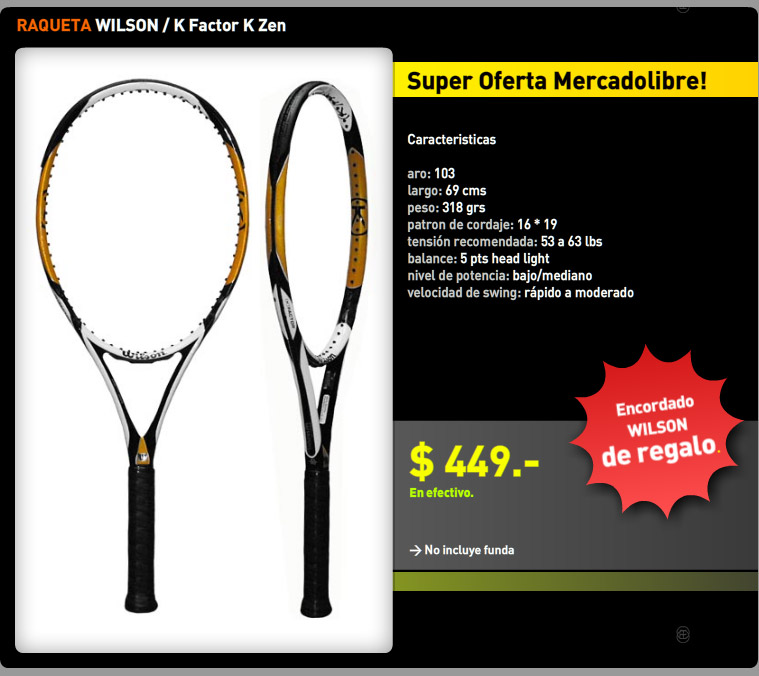 RAQUETA WILSON / K Factor K Zen
Super Oferta Mercadolibre!
Caracteristicas
aro: 103
largo: 69 cms
peso: 318 grs
patron de cordaje: 16 * 19
tensión recomendada: 53 a 63 lbs
balance: 5 pts head light
nivel de potencia: bajo/mediano
velocidad de swing: rápido a moderado
Encordado
WILSON
de regalo.
$ 449.-
En efectivo.
→ No incluye funda
Wilson